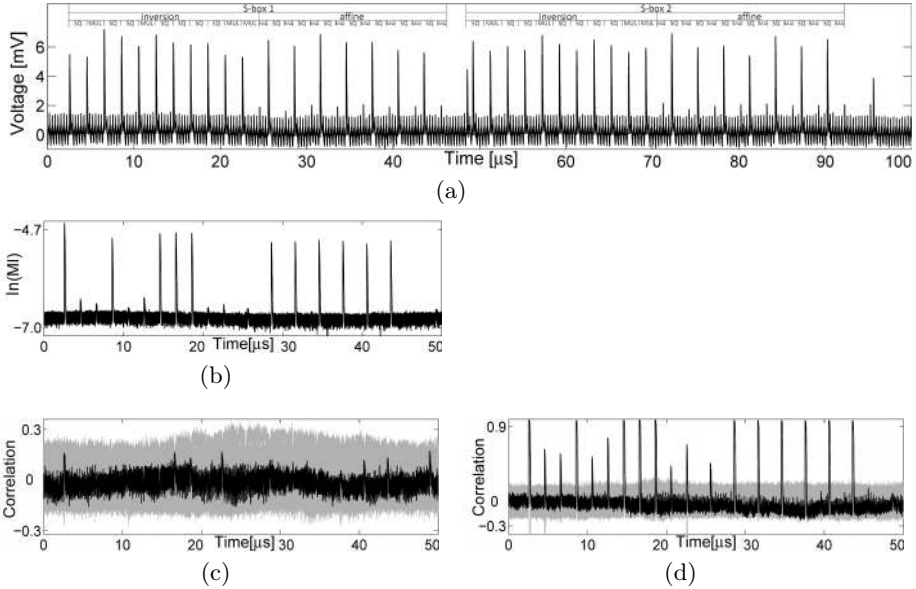 S-box 1 S-box 2
inversion affine inversion affine
Voltage [mV]
6
4
2
0
0 10 20 30 40 Time [µs] 60 70 80 90 100
(a)
ln(MI)
−4.7
−7.0
0 10 20 Time[µs] 30 40 50
(b)
Correlation
0.3
0
−0.3
0 10 20 Time[µs] 30 40 50
(c)
Correlation
0.9
0
−0.3
0 10 20 Time[µs] 30 40 50
(d)